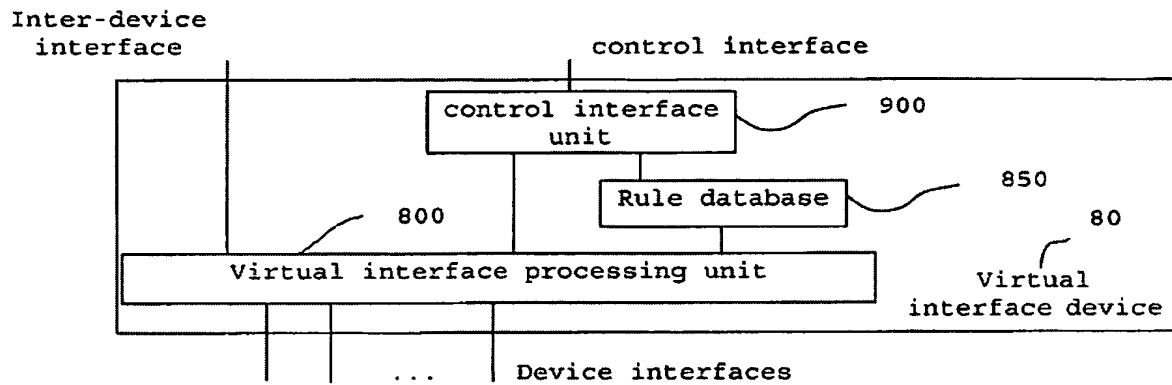 Inter-device
interface
control interface
control interface
unit
900
Rule database
850
800
80
Virtual interface processing unit
Virtual
interface device
... Device interfaces